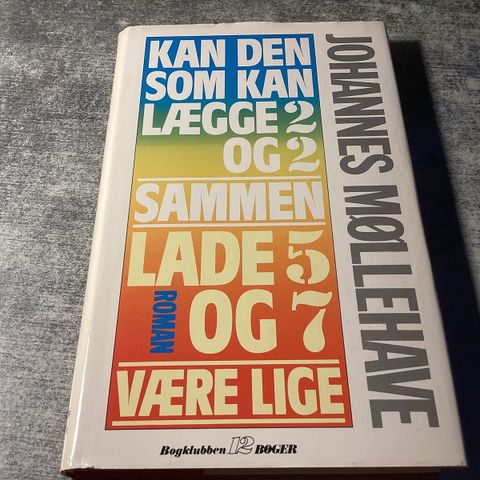 KAN DEN
SOM KAN
LÆGGE 2
OG 2
SAMMEN
LADE 5
OG 7
ROMAN
VÆRE LIGE
JOHANNES MØLLEHAVE
Bogklubben 12 BØGER